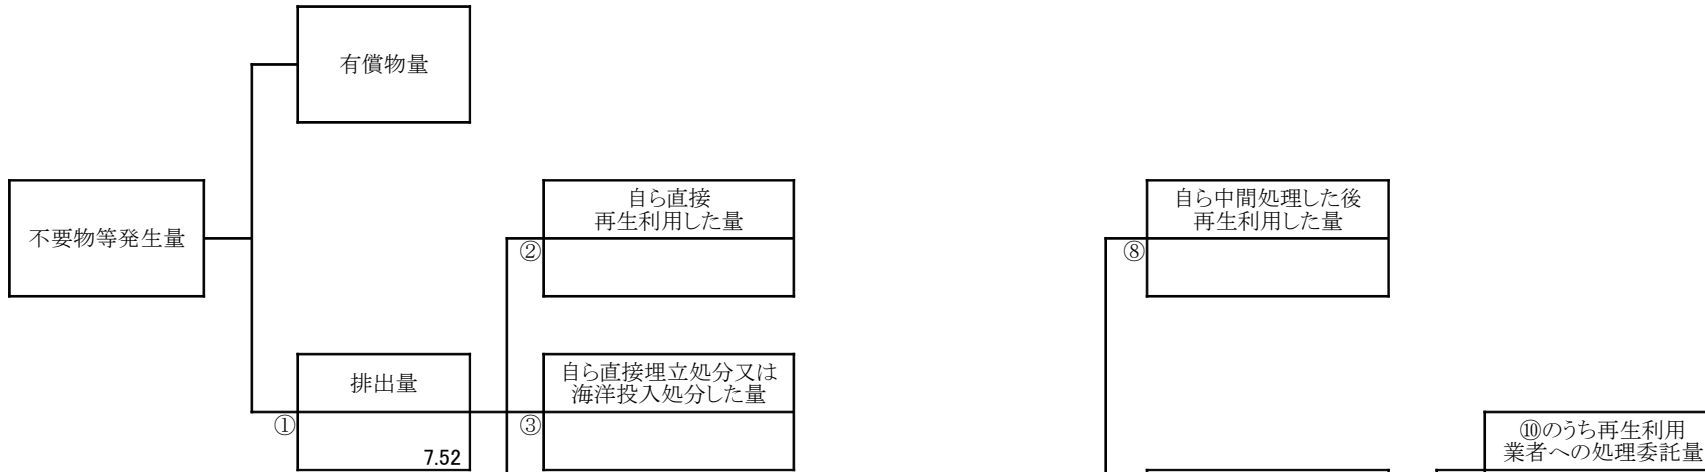 有償物量
不要物等発生量
自ら直接
再生利用した量
②
自ら中間処理した後
再生利用した量
⑧
排出量
①
7.52
自ら直接埋立処分又は
海洋投入処分した量
③
⑩のうち再生利用
業者への処理委託量